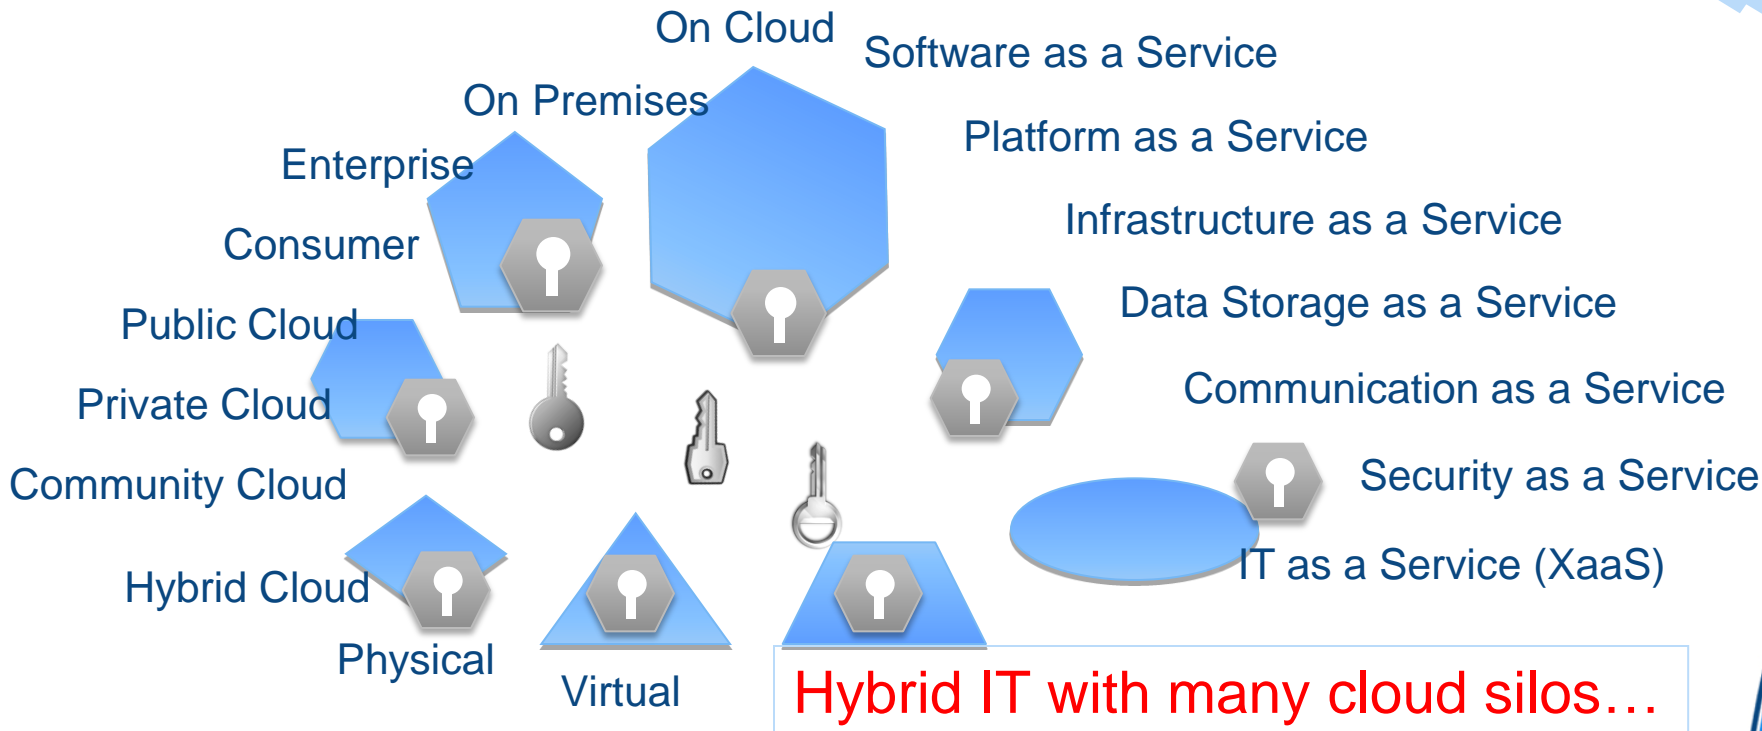 On Cloud
Software as a Service
On Premises
Platform as a Service
Enterprise
Infrastructure as a Service
Consumer
Data Storage as a Service
Public Cloud
Communication as a Service
Private Cloud
Security as a Service
Community Cloud
IT as a Service (XaaS)
Hybrid Cloud
Physical
Virtual
Hybrid IT with many cloud silos…